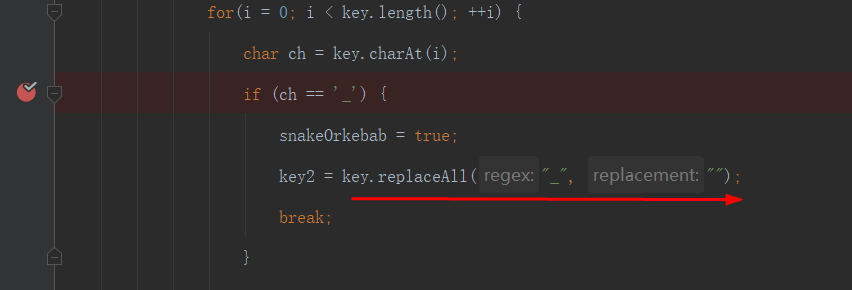 for(i = 0; i < key.length(); ++i) {
char ch = key.charAt(i);
if (ch == '_') {
snakeOrkebab = true;
key2 = key.replaceAll( regex: "_", replacement: "");
break;
}